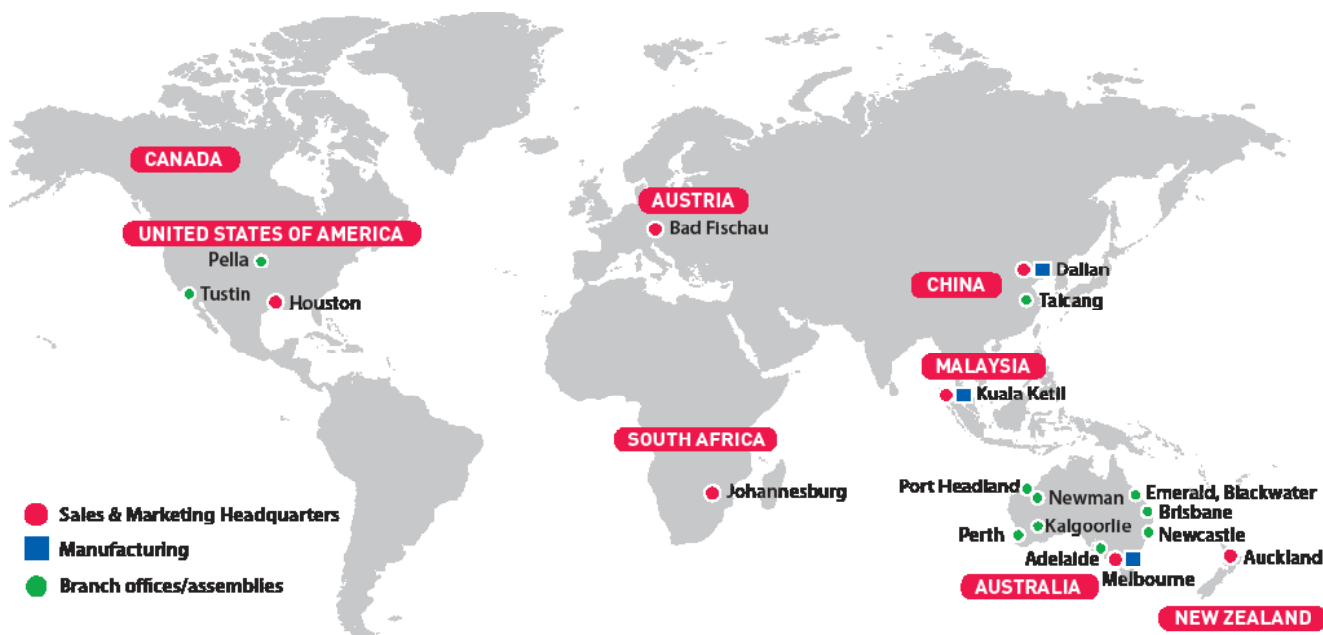 CANADA
UNITED STATES OF AMERICA
Pella
Tustin
Houston
AUSTRIA
Bad Fischau
CHINA
Dalian
Taicang
MALAYSIA
Kuala Ketil
SOUTH AFRICA
Johannesburg
Port Headland
Newman
Emerald, Blackwater
Brisbane
Kalgoorlie
Perth
Newcastle
Adelaide
Melbourne
Auckland
AUSTRALIA
NEW ZEALAND
Sales & Marketing Headquarters
Manufacturing
Branch offices/assemblies